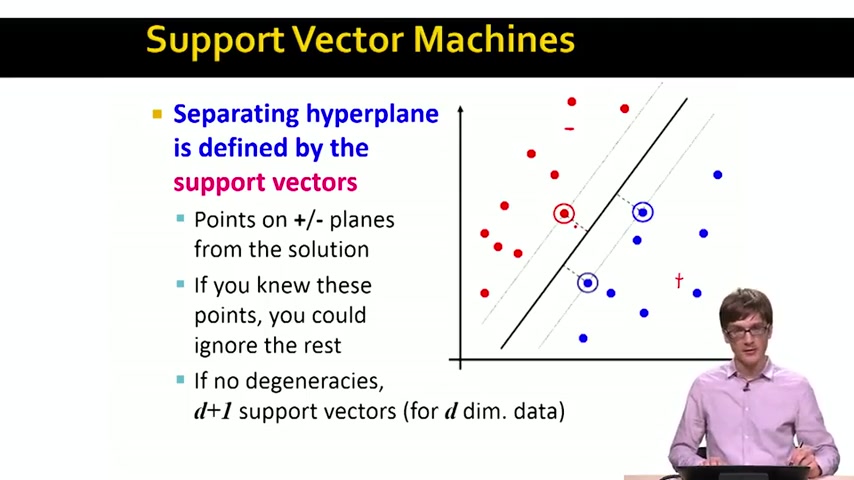 Support Vector Machines
Separating hyperplane
is defined by the
support vectors
Points on +/- planes
from the solution
If you knew these
points, you could
ignore the rest
If no degeneracies,
d+1 support vectors (for d dim. data)
-
+